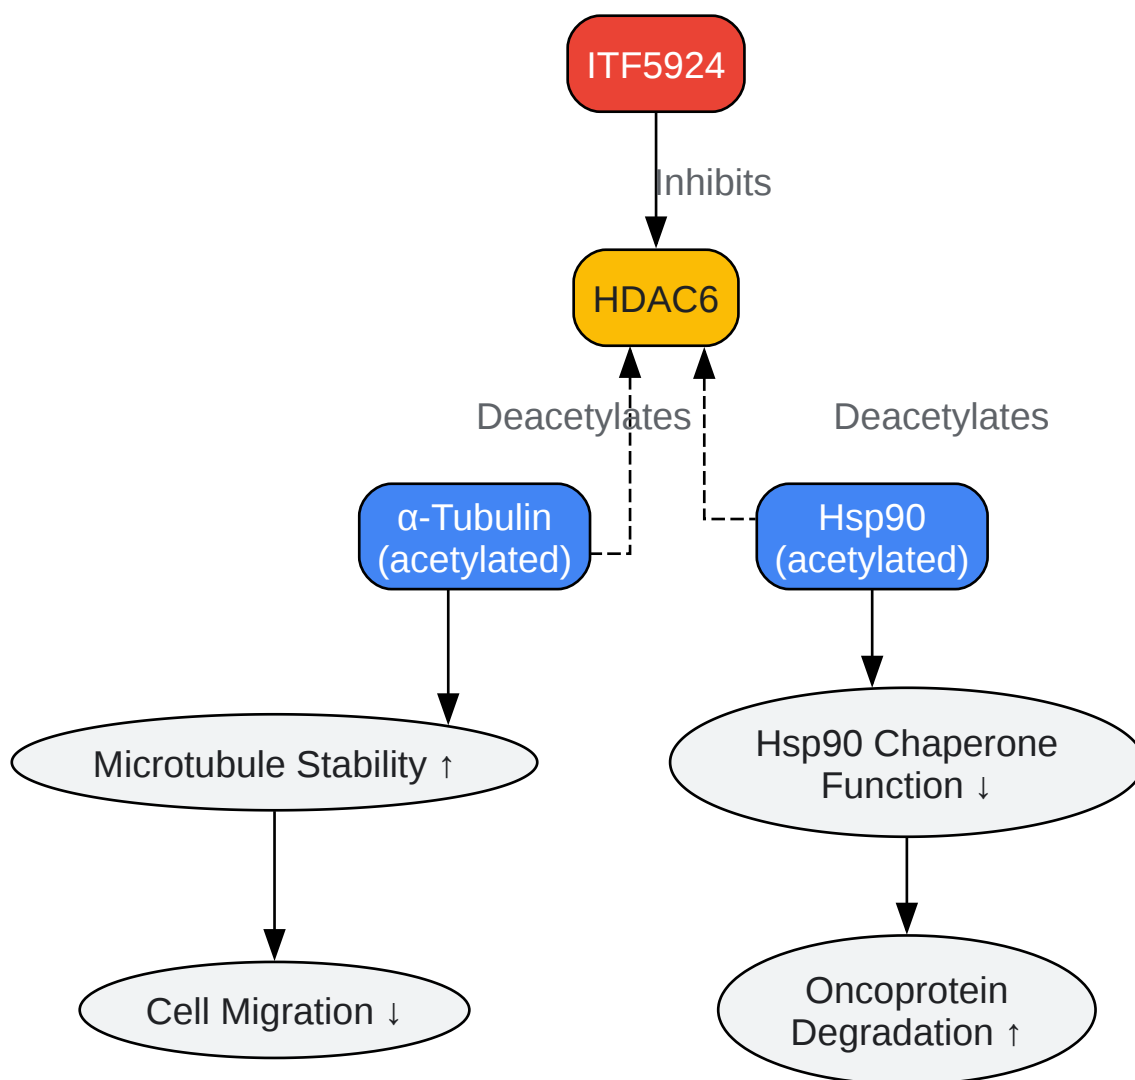 ITF5924
Inhibits
HDAC6
Deacetylates
Deacetylates
α-Tubulin
(acetylated)
Hsp90
(acetylated)
Microtubule Stability ↑
Hsp90 Chaperone
Function ↓
Cell Migration ↓
Oncoprotein
Degradation ↑